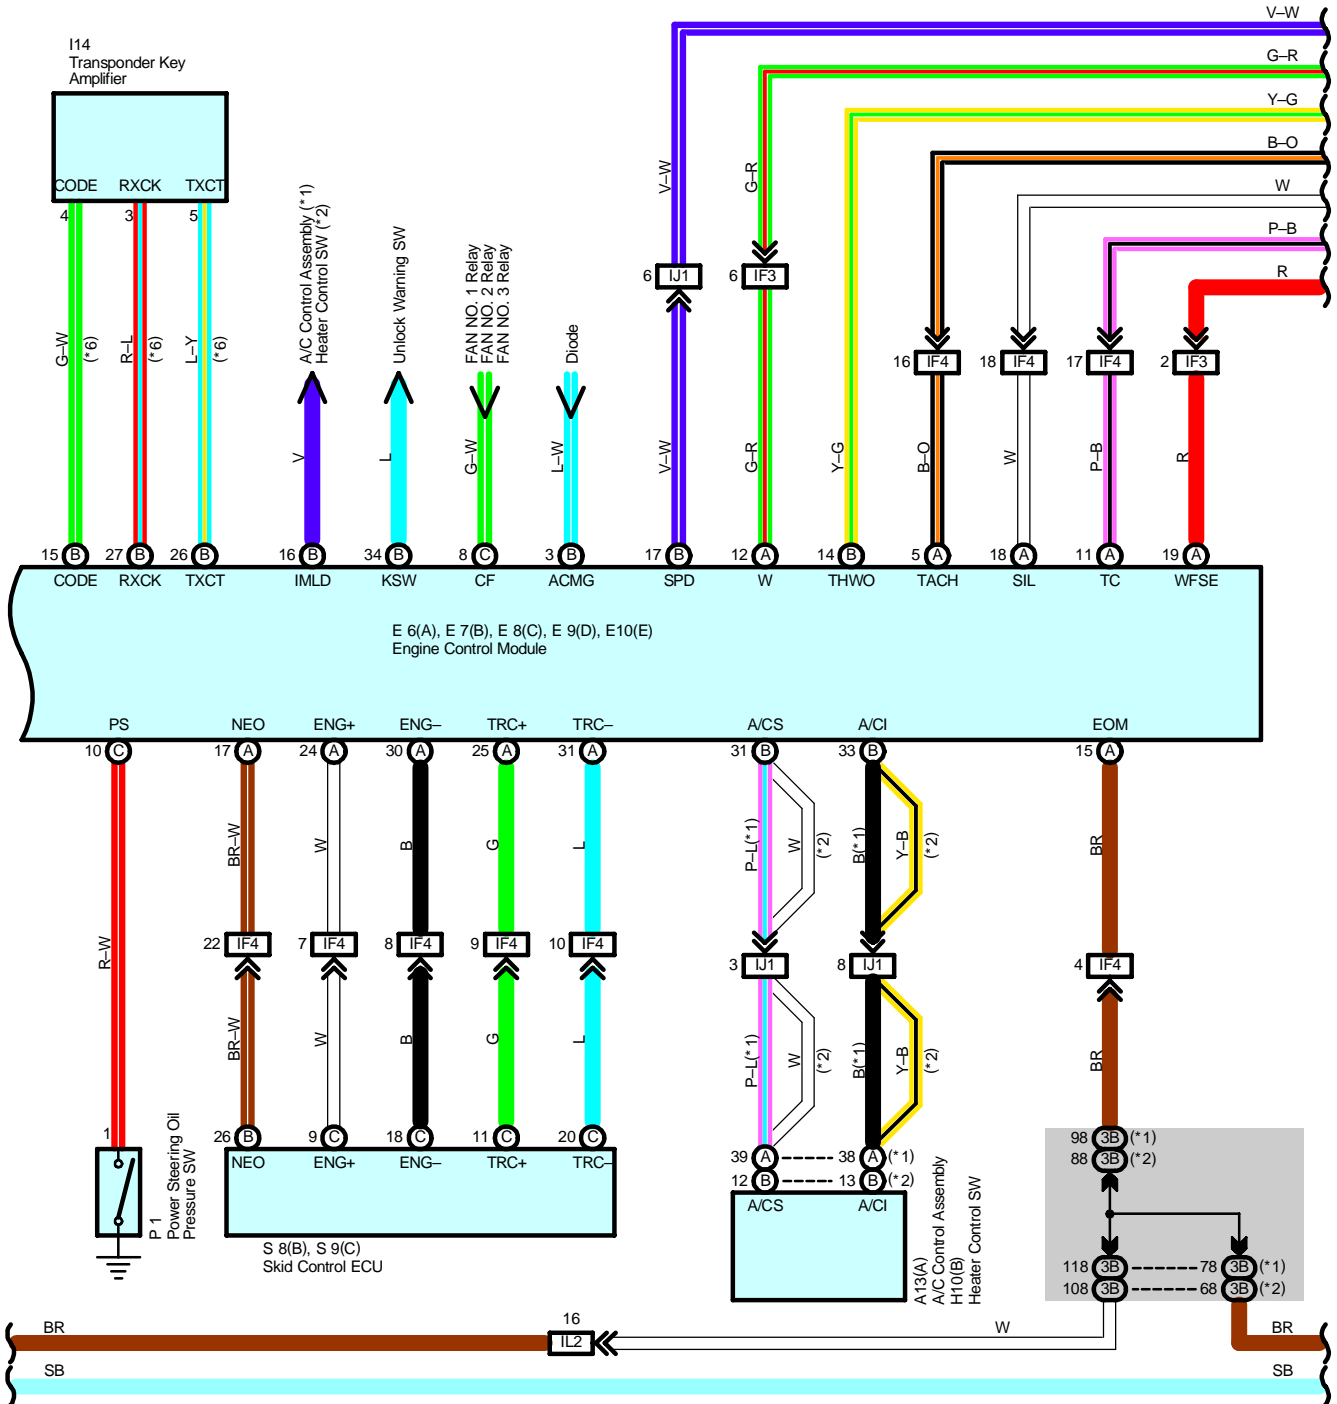 V–W
I14
Transponder Key
Amplifier
G–R
Y–G
B–O
W
P–B
R
CODE RXCK TXCT
4 3 5
G–W
(*6)
R–L
(*6)
L–Y
(*6)
A/C Control Assembly (*1)
Heater Control SW (*2)
Unlock Warning SW
FAN NO. 1 Relay
FAN NO. 2 Relay
FAN NO. 3 Relay
Diode
V–W
G–R
6 IJ1
6 IF3
16 IF4
18 IF4
17 IF4
2 IF3
V
L
G–W
L–W
V–W
G–R
Y–G
B–O
W
P–B
R
15 B 27 B 26 B 16 B 34 B 8 C 3 B 17 B 12 A 14 B 5 A 18 A 11 A 19 A
CODE RXCK TXCT IMLD KSW CF ACMG SPD W THWO TACH SIL TC WFSE
E 6(A), E 7(B), E 8(C), E 9(D), E10(E)
Engine Control Module
PS NEO ENG+ ENG– TRC+ TRC– A/CS A/CI EOM
10 C 17 A 24 A 30 A 25 A 31 A 31 B 33 B 15 A
R–W
BR–W
W
B
G
L
P–L(*1)
W
(*2)
B(*1)
Y–B
(*2)
BR
22 IF4 7 IF4 8 IF4 9 IF4 10 IF4
3 IJ1 8 IJ1 4 IF4
BR–W
W
B
G
L
P–L(*1)
W
(*2)
B(*1)
Y–B
(*2)
BR
1
26 B 9 C 18 C 11 C 20 C
NEO ENG+ ENG– TRC+ TRC–
39 A 38 A (*1)
12 B 13 B (*2)
A/CS A/CI
98 3B (*1)
88 3B (*2)
P 1
Power Steering Oil
Pressure SW
S 8(B), S 9(C)
Skid Control ECU
A13(A)
A/C Control Assembly
H10(B)
Heater Control SW
118 3B 78 3B (*1)
108 3B 68 3B (*2)
BR
16
IL2
W
BR
SB
SB